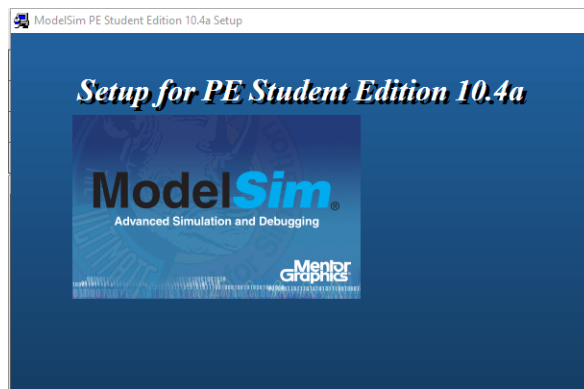 ModelSim PE Student Edition 10.4a Setup
Setup for PE Student Edition 10.4a
ModelSim®
Advanced Simulation and Debugging
Mentor
Graphics